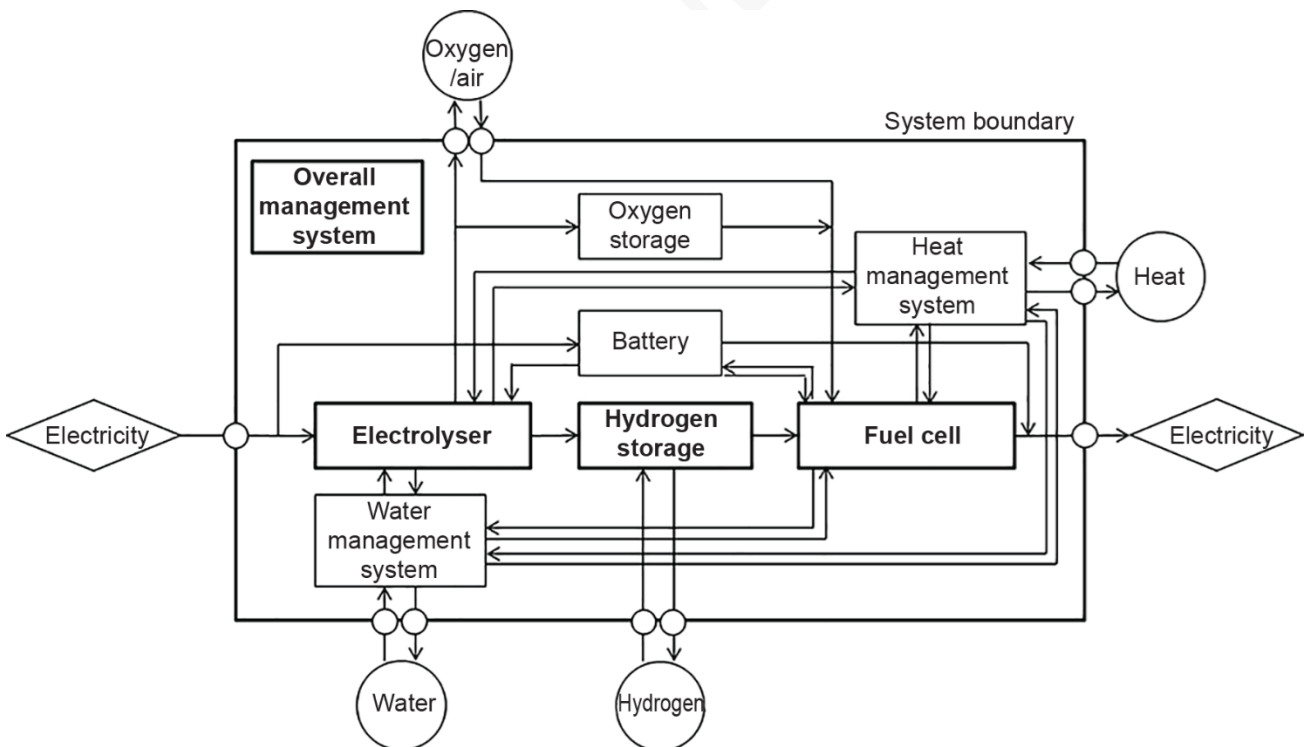 Oxygen
/air
System boundary
Overall
management
system
Oxygen
storage
Heat
management
system
Heat
Battery
Electricity
Electrolyser
Hydrogen
storage
Fuel cell
Electricity
Water
management
system
Water
Hydrogen